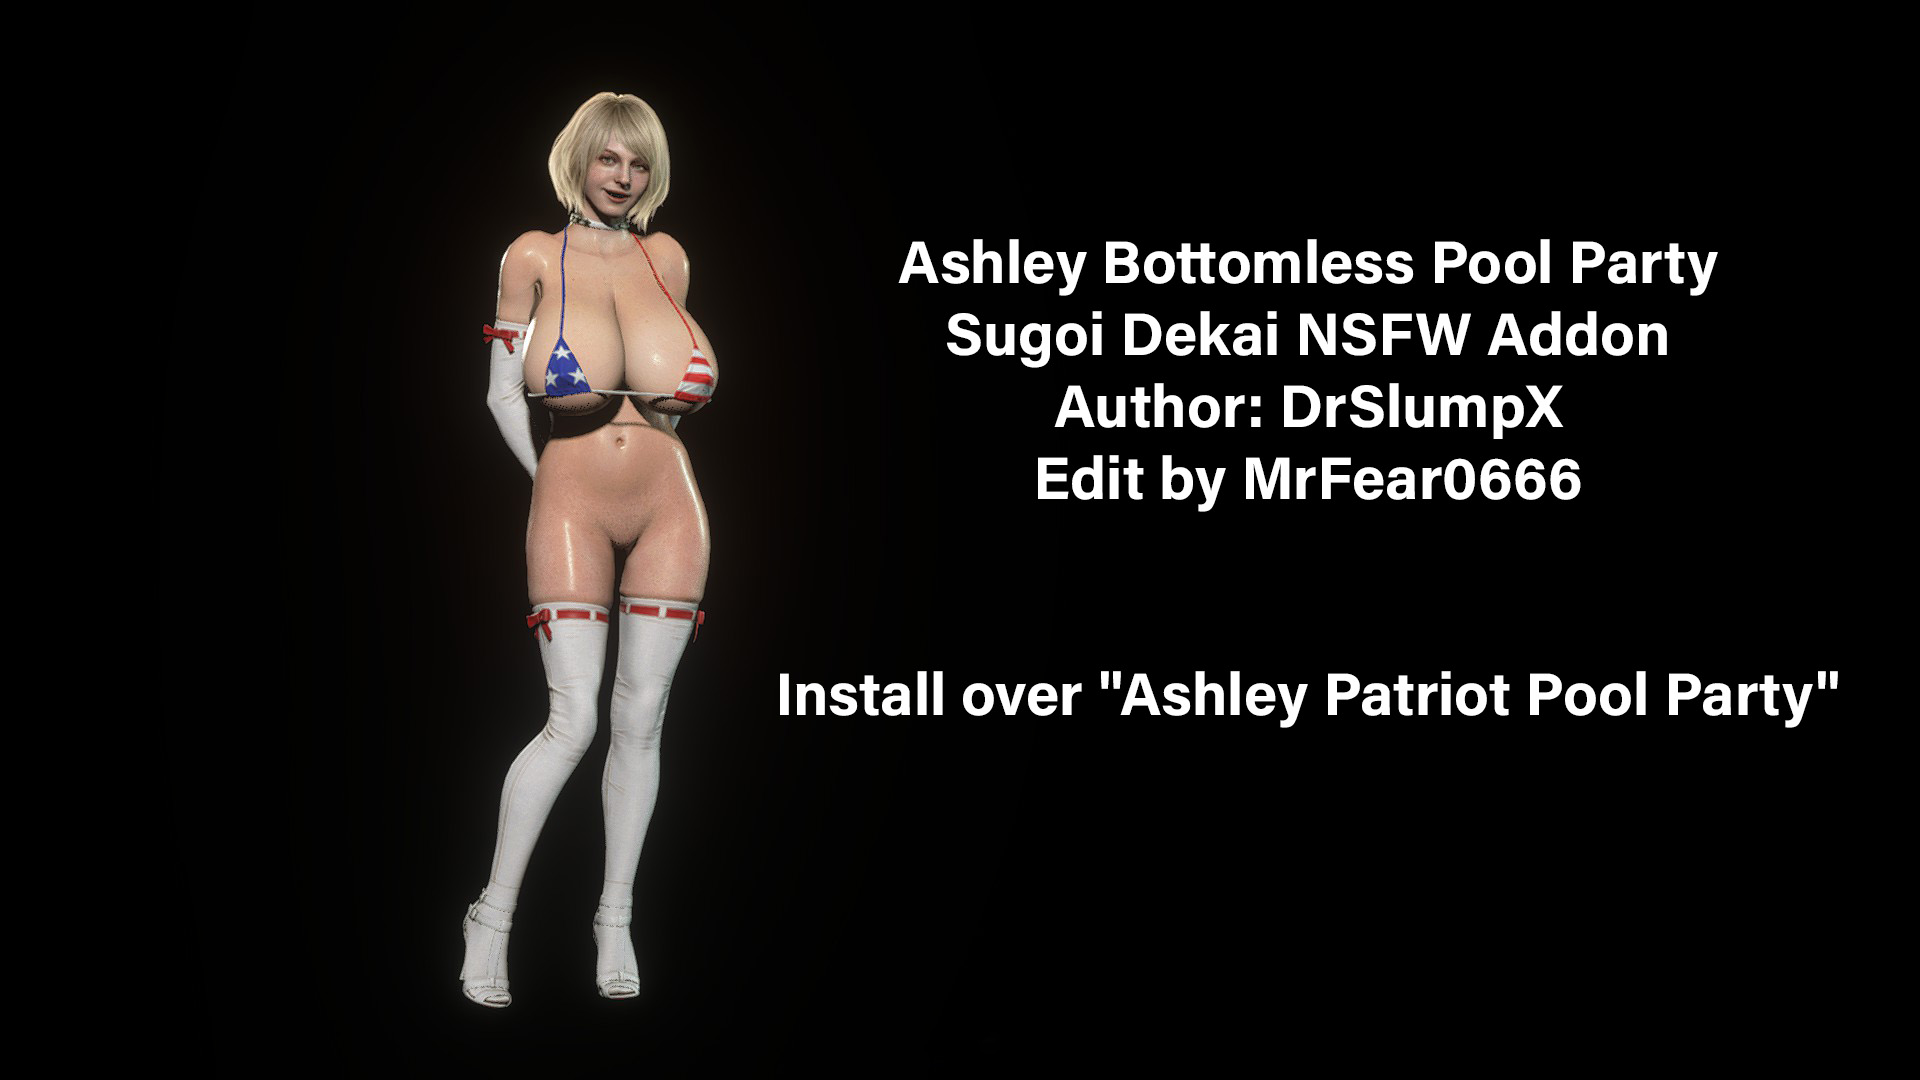 Ashley Bottomless Pool Party
Sugoi Dekai NSFW Addon
Author: DrSlumpX
Edit by MrFear0666
Install over "Ashley Patriot Pool Party"